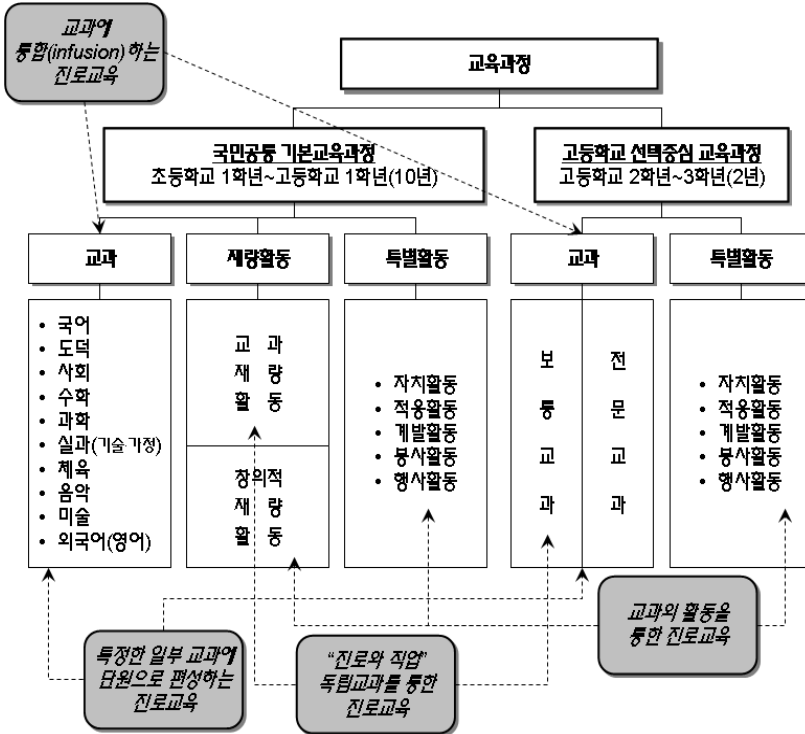 교과에
통합(infusion)하는
진로교육
교육과정
국민공통 기본교육과정
초등학교 1학년~고등학교 1학년(10년)
고등학교 선택중심 교육과정
고등학교 2학년~3학년(2년)
교과
재량활동
특별활동
교과
특별활동
• 국어
• 도덕
• 사회
• 수학
• 과학
• 실과(기술·가정)
• 체육
• 음악
• 미술
• 외국어(영어)
교 과
재 량
활 동
창의적
재 량
활 동
• 자치활동
• 적응활동
• 계발활동
• 봉사활동
• 행사활동
보
통
교
과
전
문
교
과
• 자치활동
• 적응활동
• 계발활동
• 봉사활동
• 행사활동
특정한 일부 교과에
단원으로 편성하는
진로교육
“진로와 직업”
독립교과를 통한
진로교육
교과외 활동을
통한 진로교육